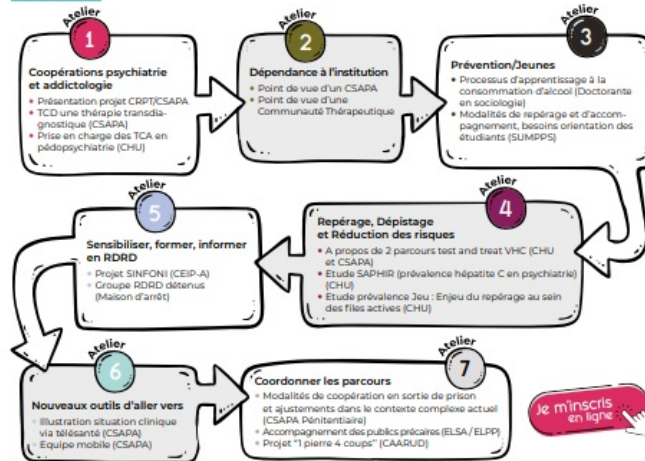 Atelier
1
Coopérations psychiatrie
et addictologie
• Présentation projet CRPT/CSAPA
• TCD une thérapie transdia-
gnostique (CSAPA)
• Prise en charge des TCA en
pédopsychiatrie (CHU)
Atelier
2
Dépendance à l'institution
• Point de vue d'un CSAPA
• Point de vue d'une
Communauté Thérapeutique
Atelier
3
Prévention/Jeunes
• Processus d'apprentissage à la
consommation d'alcool (Doctorante
en sociologie)
• Modalités de repérage et d'accom-
pagnement, besoins orientation des
étudiants (SUMPPS)
Atelier
4
Repérage, Dépistage
et Réduction des risques
• A propos de 2 parcours test and treat VHC (CHU
et CSAPA)
• Etude SAPHIR (prévalence hépatite C en psychiatrie)
(CHU)
• Etude prévalence Jeu : Enjeu du repérage au sein
des files actives (CHU)
Atelier
5
Sensibiliser, former, informer
en RDRD
• Projet SINFONI (CEIP-A)
• Groupe RDRD détenus
(Maison d'arrêt)
Atelier
6
Nouveaux outils d'aller vers
• Illustration situation clinique
via télésanté (CSAPA)
• Equipe mobile (CSAPA)
Atelier
7
Coordonner les parcours
• Modalités de coopération en sortie de prison
et ajustements dans le contexte complexe actuel
(CSAPA Pénitentiaire)
• Accompagnement des publics précaires (ELSA / ELPP)
• Projet "1 pierre 4 coups" (CAARUD)
Je m'inscris
en ligne